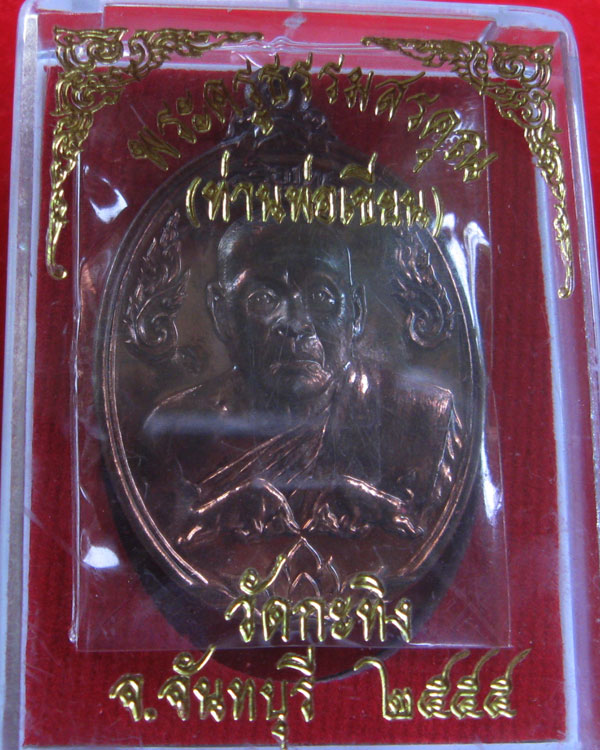 พระครูธรรมสรคุณ
(ท่านพ่อเขียน)
วัดกะทิง
จ.จันทบุรี ๒๕๕๕